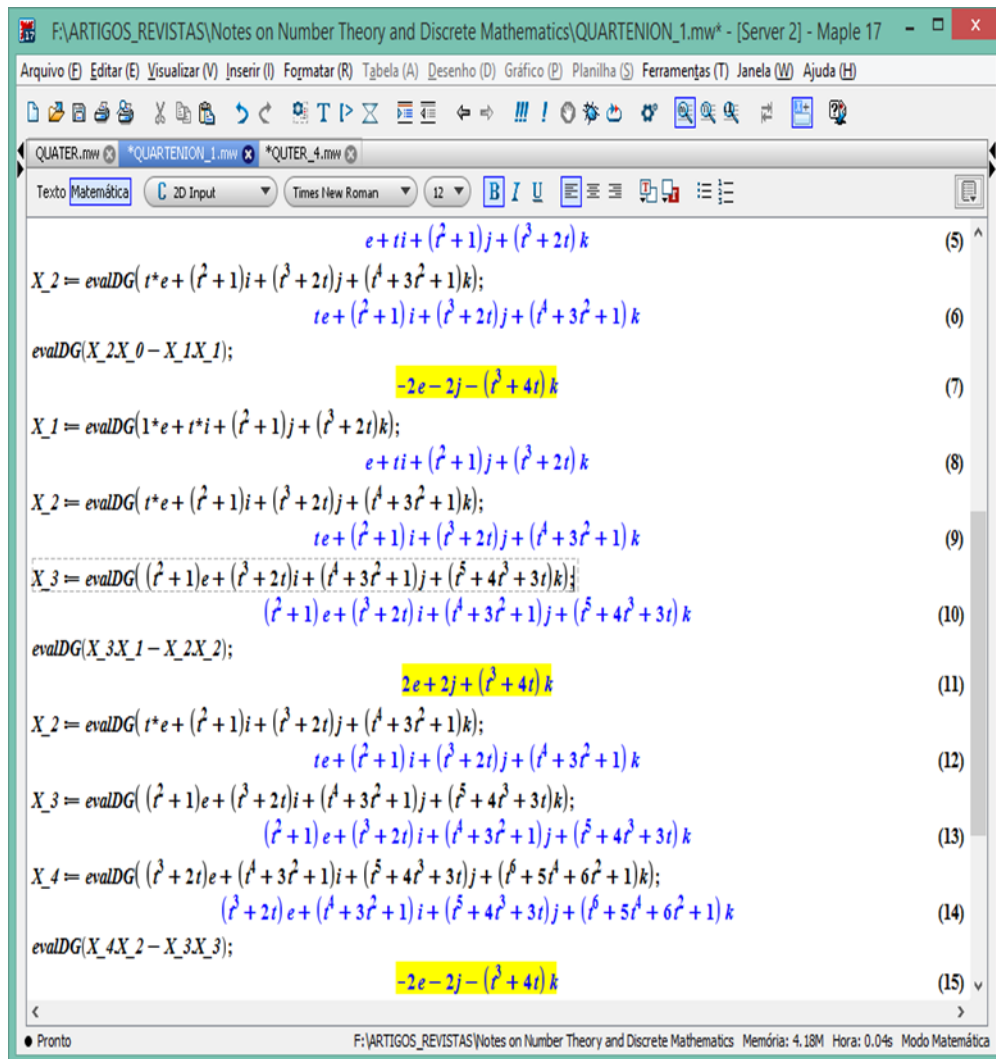 F:\ARTIGOS_REVISTAS\Notes on Number Theory and Discrete Mathematics\QUARTENION_1.mw* - [Server 2] - Maple 17
Arquivo (F) Editar (E) Visualizar (V) Inserir (I) Formatar (R) Tabela (A) Desenho (D) Gráfico (P) Planilha (S) Ferramentas (T) Janela (W) Ajuda (H)
QUATER.mw *QUARTENION_1.mw *QUTER_4.mw
Texto Matemática C 2D Input Times New Roman 12 B I U
e + ti + (t² + 1) j + (t³ + 2t) k (5)
X_2 := evalDG( t*e + (t² + 1)i + (t³ + 2t)j + (t⁴ + 3t² + 1)k);
te + (t² + 1) i + (t³ + 2t) j + (t⁴ + 3t² + 1) k (6)
evalDG(X_2X_0 − X_1X_1);
-2e − 2j − (t³ + 4t) k (7)
X_1 := evalDG(1*e + t*i + (t² + 1)j + (t³ + 2t)k);
e + ti + (t² + 1) j + (t³ + 2t) k (8)
X_2 := evalDG( t*e + (t² + 1)i + (t³ + 2t)j + (t⁴ + 3t² + 1)k);
te + (t² + 1) i + (t³ + 2t) j + (t⁴ + 3t² + 1) k (9)
X_3 := evalDG( (t² + 1)e + (t³ + 2t)i + (t⁴ + 3t² + 1)j + (t⁵ + 4t³ + 3t)k);
(t² + 1) e + (t³ + 2t) i + (t⁴ + 3t² + 1) j + (t⁵ + 4t³ + 3t) k (10)
evalDG(X_3X_1 − X_2X_2);
2e + 2j + (t³ + 4t) k (11)
X_2 := evalDG( t*e + (t² + 1)i + (t³ + 2t)j + (t⁴ + 3t² + 1)k);
te + (t² + 1) i + (t³ + 2t) j + (t⁴ + 3t² + 1) k (12)
X_3 := evalDG( (t² + 1)e + (t³ + 2t)i + (t⁴ + 3t² + 1)j + (t⁵ + 4t³ + 3t)k);
(t² + 1) e + (t³ + 2t) i + (t⁴ + 3t² + 1) j + (t⁵ + 4t³ + 3t) k (13)
X_4 := evalDG( (t³ + 2t)e + (t⁴ + 3t² + 1)i + (t⁵ + 4t³ + 3t)j + (t⁶ + 5t⁴ + 6t² + 1)k);
(t³ + 2t) e + (t⁴ + 3t² + 1) i + (t⁵ + 4t³ + 3t) j + (t⁶ + 5t⁴ + 6t² + 1) k (14)
evalDG(X_4X_2 − X_3X_3);
-2e − 2j − (t³ + 4t) k (15)
Pronto F:\ARTIGOS_REVISTAS\Notes on Number Theory and Discrete Mathematics Memória: 4.18M Hora: 0.04s Modo Matemática